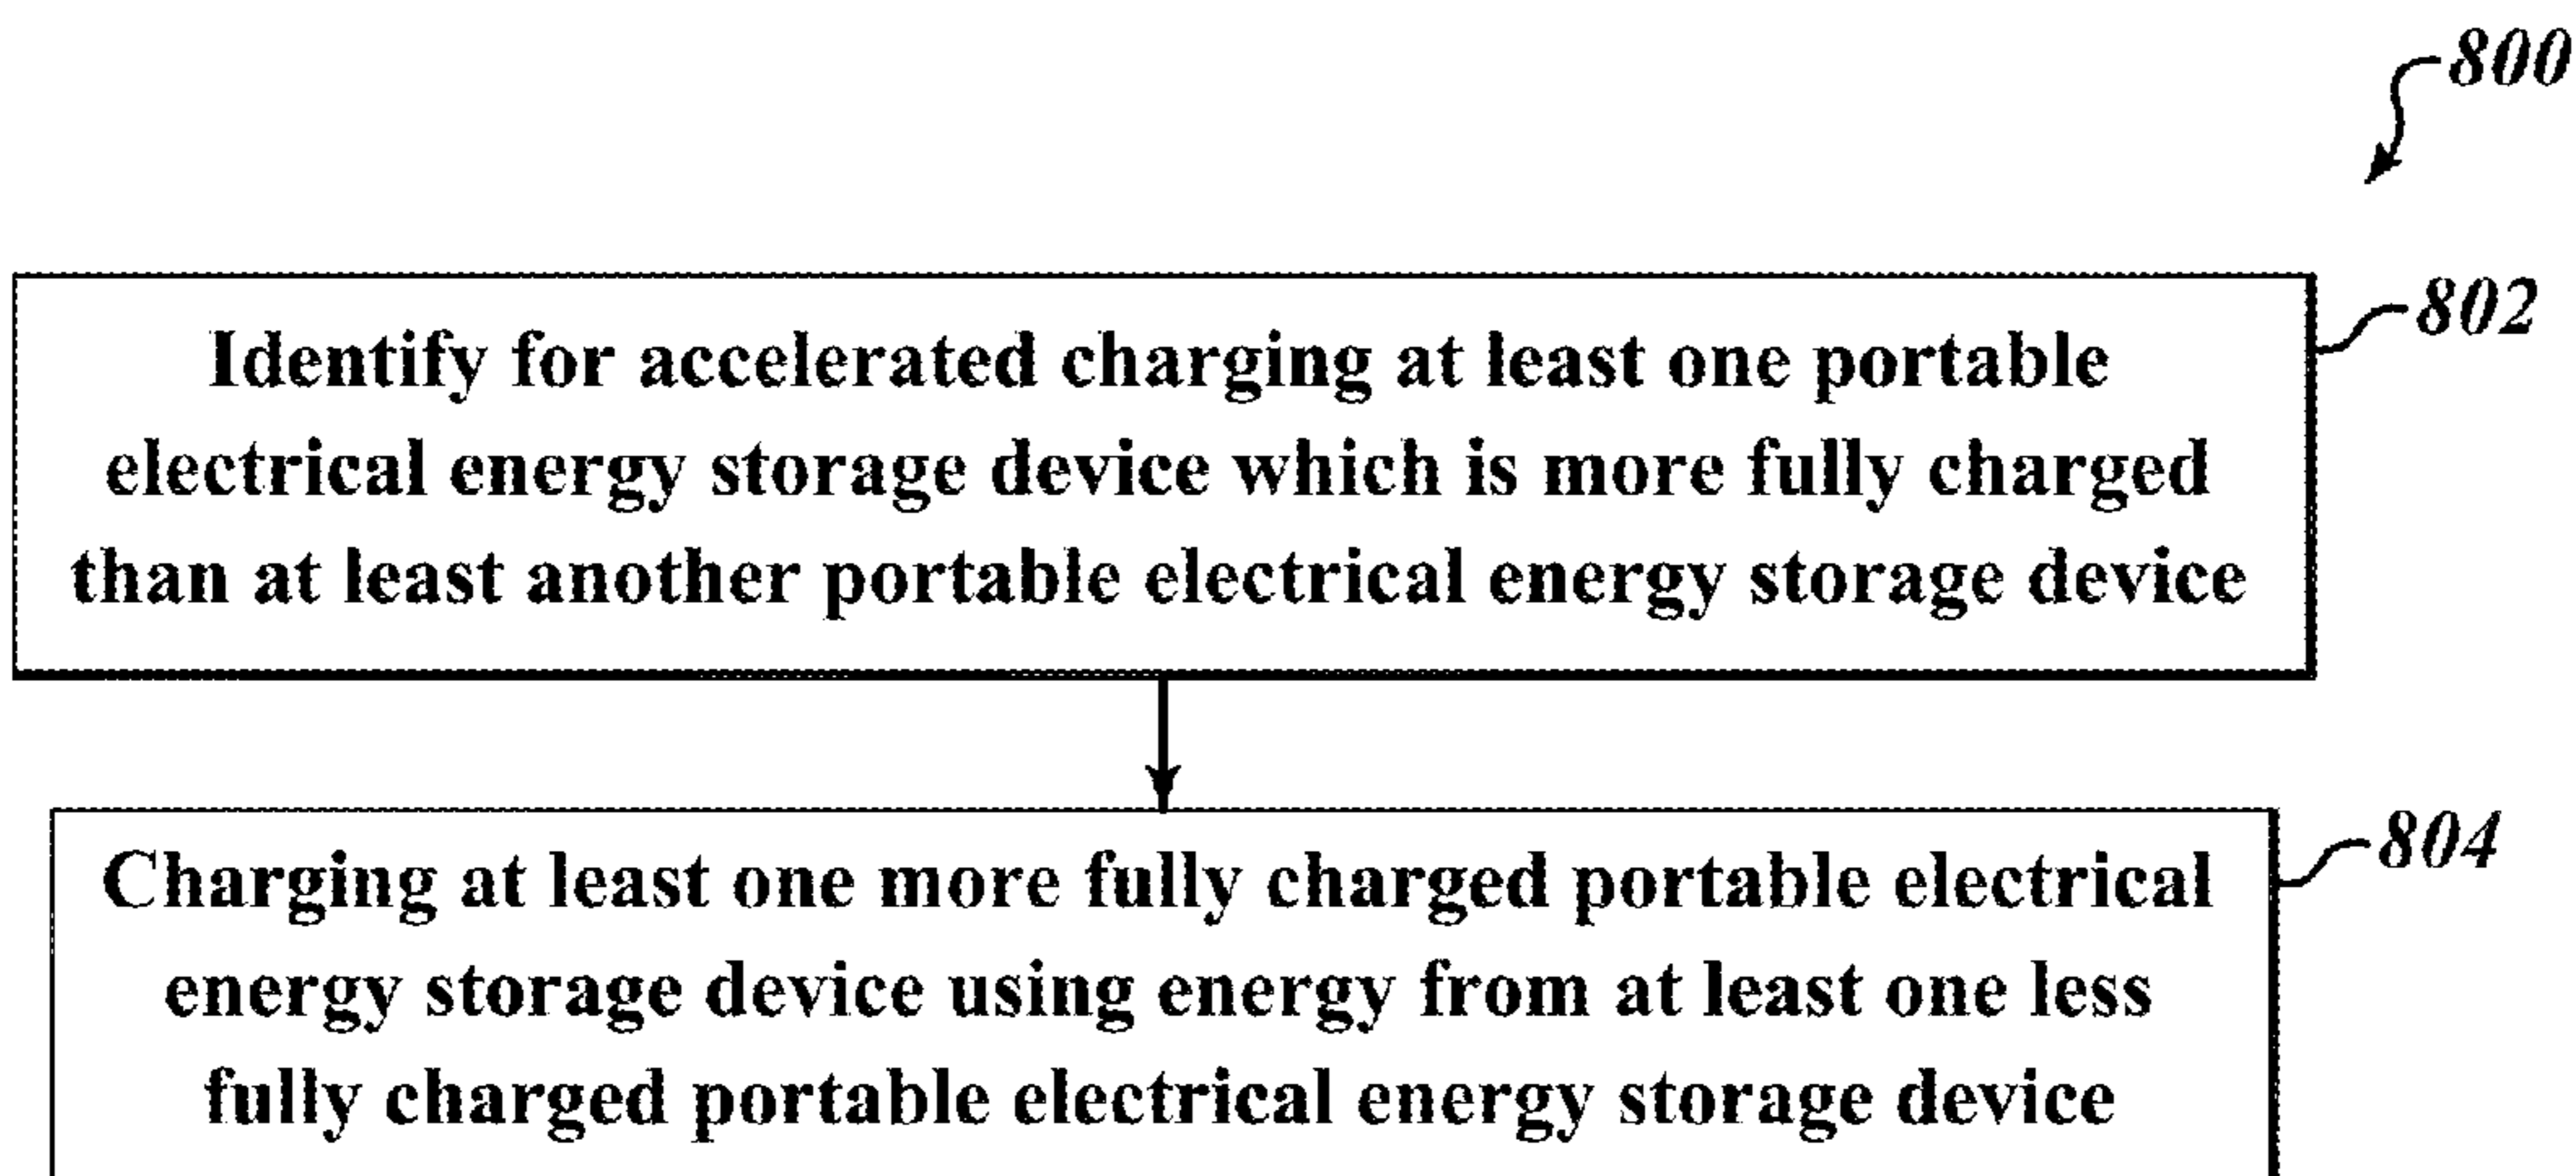 800
802
Identify for accelerated charging at least one portable
electrical energy storage device which is more fully charged
than at least another portable electrical energy storage device
804
Charging at least one more fully charged portable electrical
energy storage device using energy from at least one less
fully charged portable electrical energy storage device